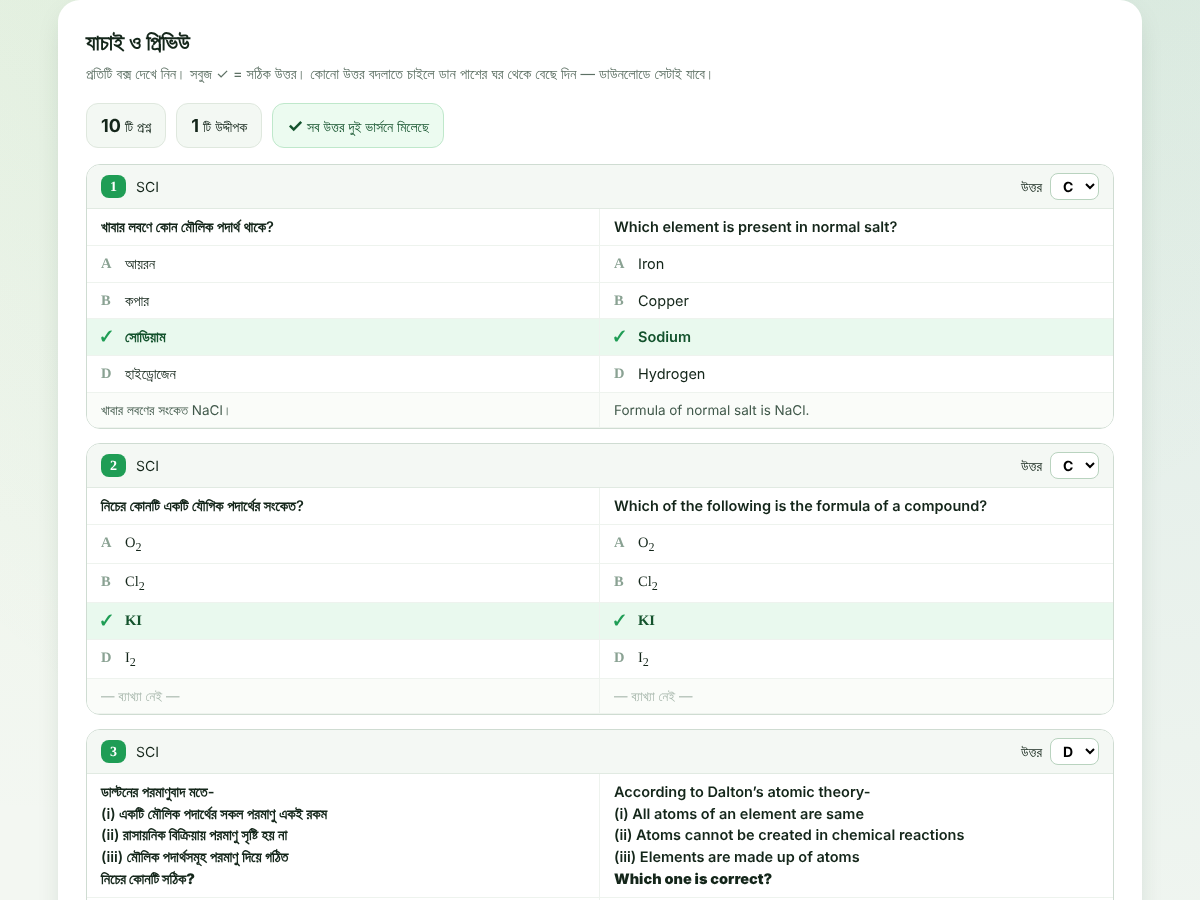 যাচাই ও প্রিভিউ
প্রতিটি বক্স দেখে নিন। সবুজ ✓ = সঠিক উত্তর। কোনো উত্তর বদলাতে চাইলে ডান পাশের ঘর থেকে বেছে দিন — ডাউনলোডে সেটাই যাবে।
10 টি প্রশ্ন 1 টি উদ্দীপক ✓ সব উত্তর দুই ভার্সনে মিলেছে
1 SCI উত্তর C
খাবার লবণে কোন মৌলিক পদার্থ থাকে? Which element is present in normal salt?
A আয়রন A Iron
B কপার B Copper
✓ সোডিয়াম ✓ Sodium
D হাইড্রোজেন D Hydrogen
খাবার লবণের সংকেত NaCl। Formula of normal salt is NaCl.
2 SCI উত্তর C
নিচের কোনটি একটি যৌগিক পদার্থের সংকেত? Which of the following is the formula of a compound?
A O₂ A O₂
B Cl₂ B Cl₂
✓ KI ✓ KI
D I₂ D I₂
— ব্যাখ্যা নেই — — ব্যাখ্যা নেই —
3 SCI উত্তর D
ডাল্টনের পরমাণুবাদ মতে- According to Dalton’s atomic theory-
(i) একটি মৌলিক পদার্থের সকল পরমাণু একই রকম (i) All atoms of an element are same
(ii) রাসায়নিক বিক্রিয়ায় পরমাণু সৃষ্টি হয় না (ii) Atoms cannot be created in chemical reactions
(iii) মৌলিক পদার্থসমূহ পরমাণু দিয়ে গঠিত (iii) Elements are made up of atoms
নিচের কোনটি সঠিক? Which one is correct?